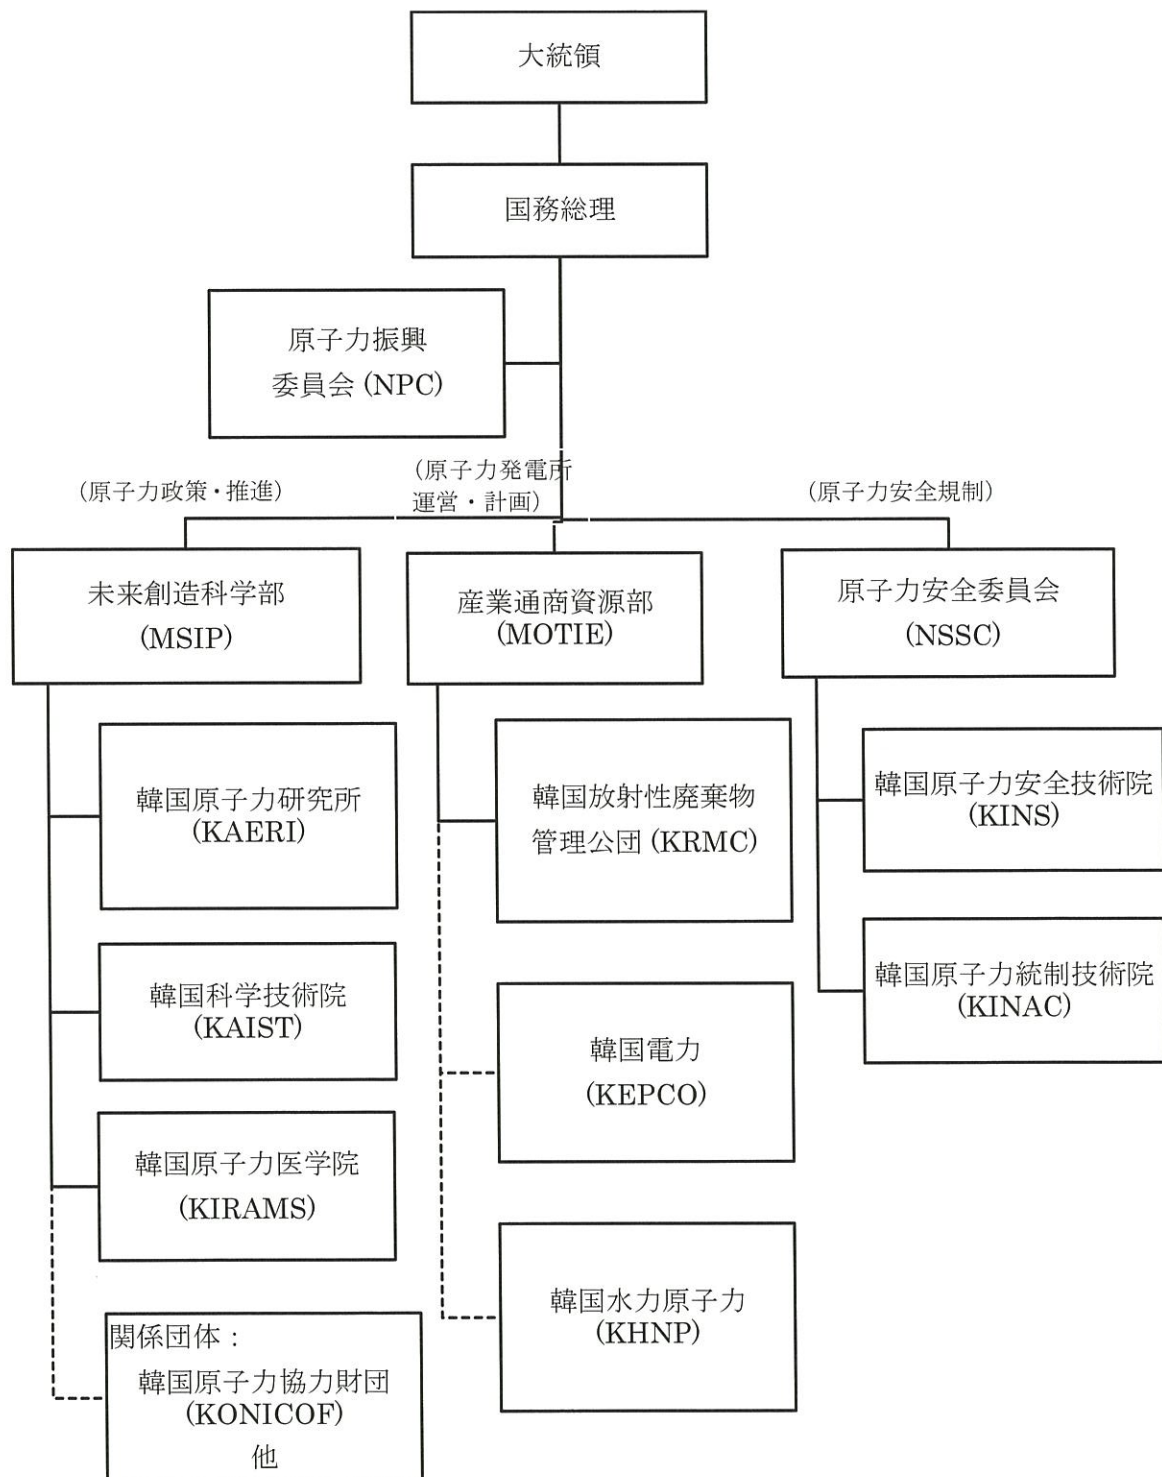 大統領
国務総理
原子力振興
委員会 (NPC)
(原子力政策・推進)
(原子力発電所
運営・計画)
(原子力安全規制)
未来創造科学部
(MSIP)
産業通商資源部
(MOTIE)
原子力安全委員会
(NSSC)
韓国原子力研究所
(KAERI)
韓国科学技術院
(KAIST)
韓国原子力医学院
(KIRAMS)
関係団体：
韓国原子力協力財団
(KONICOF)
他
韓国放射性廃棄物
管理公団 (KRMC)
韓国電力
(KEPCO)
韓国水力原子力
(KHNP)
韓国原子力安全技術院
(KINS)
韓国原子力統制技術院
(KINAC)